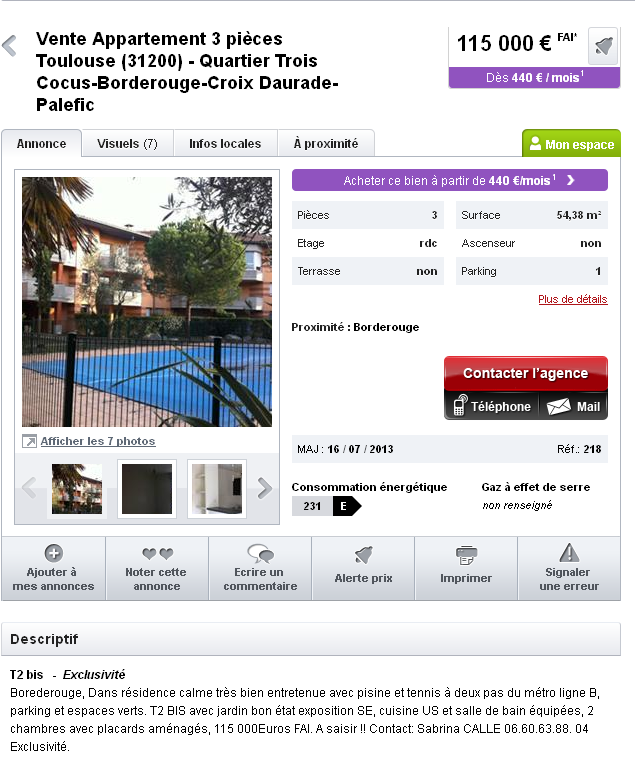 Vente Appartement 3 pièces
Toulouse (31200) - Quartier Trois
Cocus-Borderouge-Croix Daurade-
Palefic
115 000 € FAI*
Dès 440 € / mois¹
Annonce
Visuels (7)
Infos locales
À proximité
Mon espace
Acheter ce bien à partir de 440 €/mois¹
Pièces 3
Surface 54,38 m²
Etage rdc
Ascenseur non
Terrasse non
Parking 1
Plus de détails
Proximité : Borderouge
Contacter l'agence
Téléphone
Mail
Afficher les 7 photos
MAJ : 16 / 07 / 2013
Réf.: 218
Consommation énergétique
231 E
Gaz à effet de serre
non renseigné
Ajouter à
mes annonces
Noter cette
annonce
Ecrire un
commentaire
Alerte prix
Imprimer
Signaler
une erreur
Descriptif
T2 bis - Exclusivité
Borederouge, Dans résidence calme très bien entretenue avec pisine et tennis à deux pas du métro ligne B,
parking et espaces verts. T2 BIS avec jardin bon état exposition SE, cuisine US et salle de bain équipées, 2
chambres avec placards aménagés, 115 000Euros FAI. A saisir !! Contact: Sabrina CALLE 06.60.63.88. 04
Exclusivité.